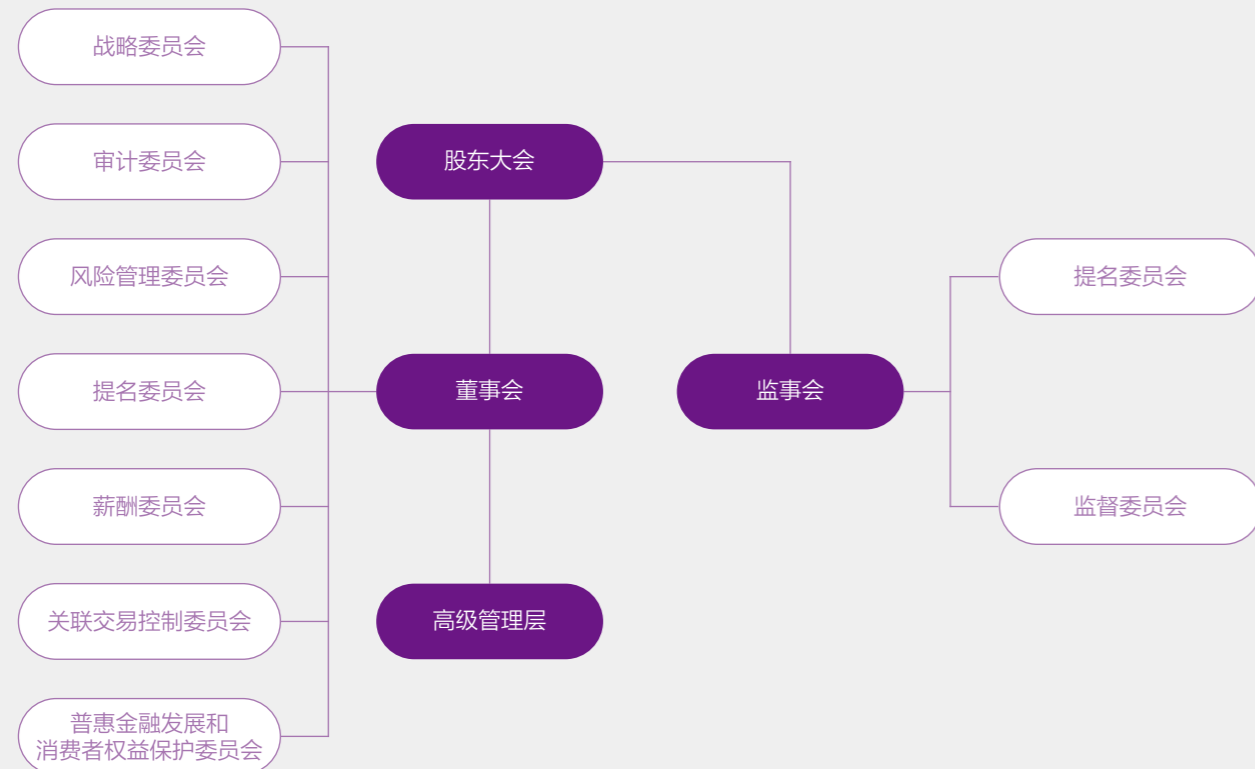 战略委员会
审计委员会
股东大会
风险管理委员会
提名委员会
提名委员会
董事会
监事会
薪酬委员会
监督委员会
关联交易控制委员会
高级管理层
普惠金融发展和
消费者权益保护委员会